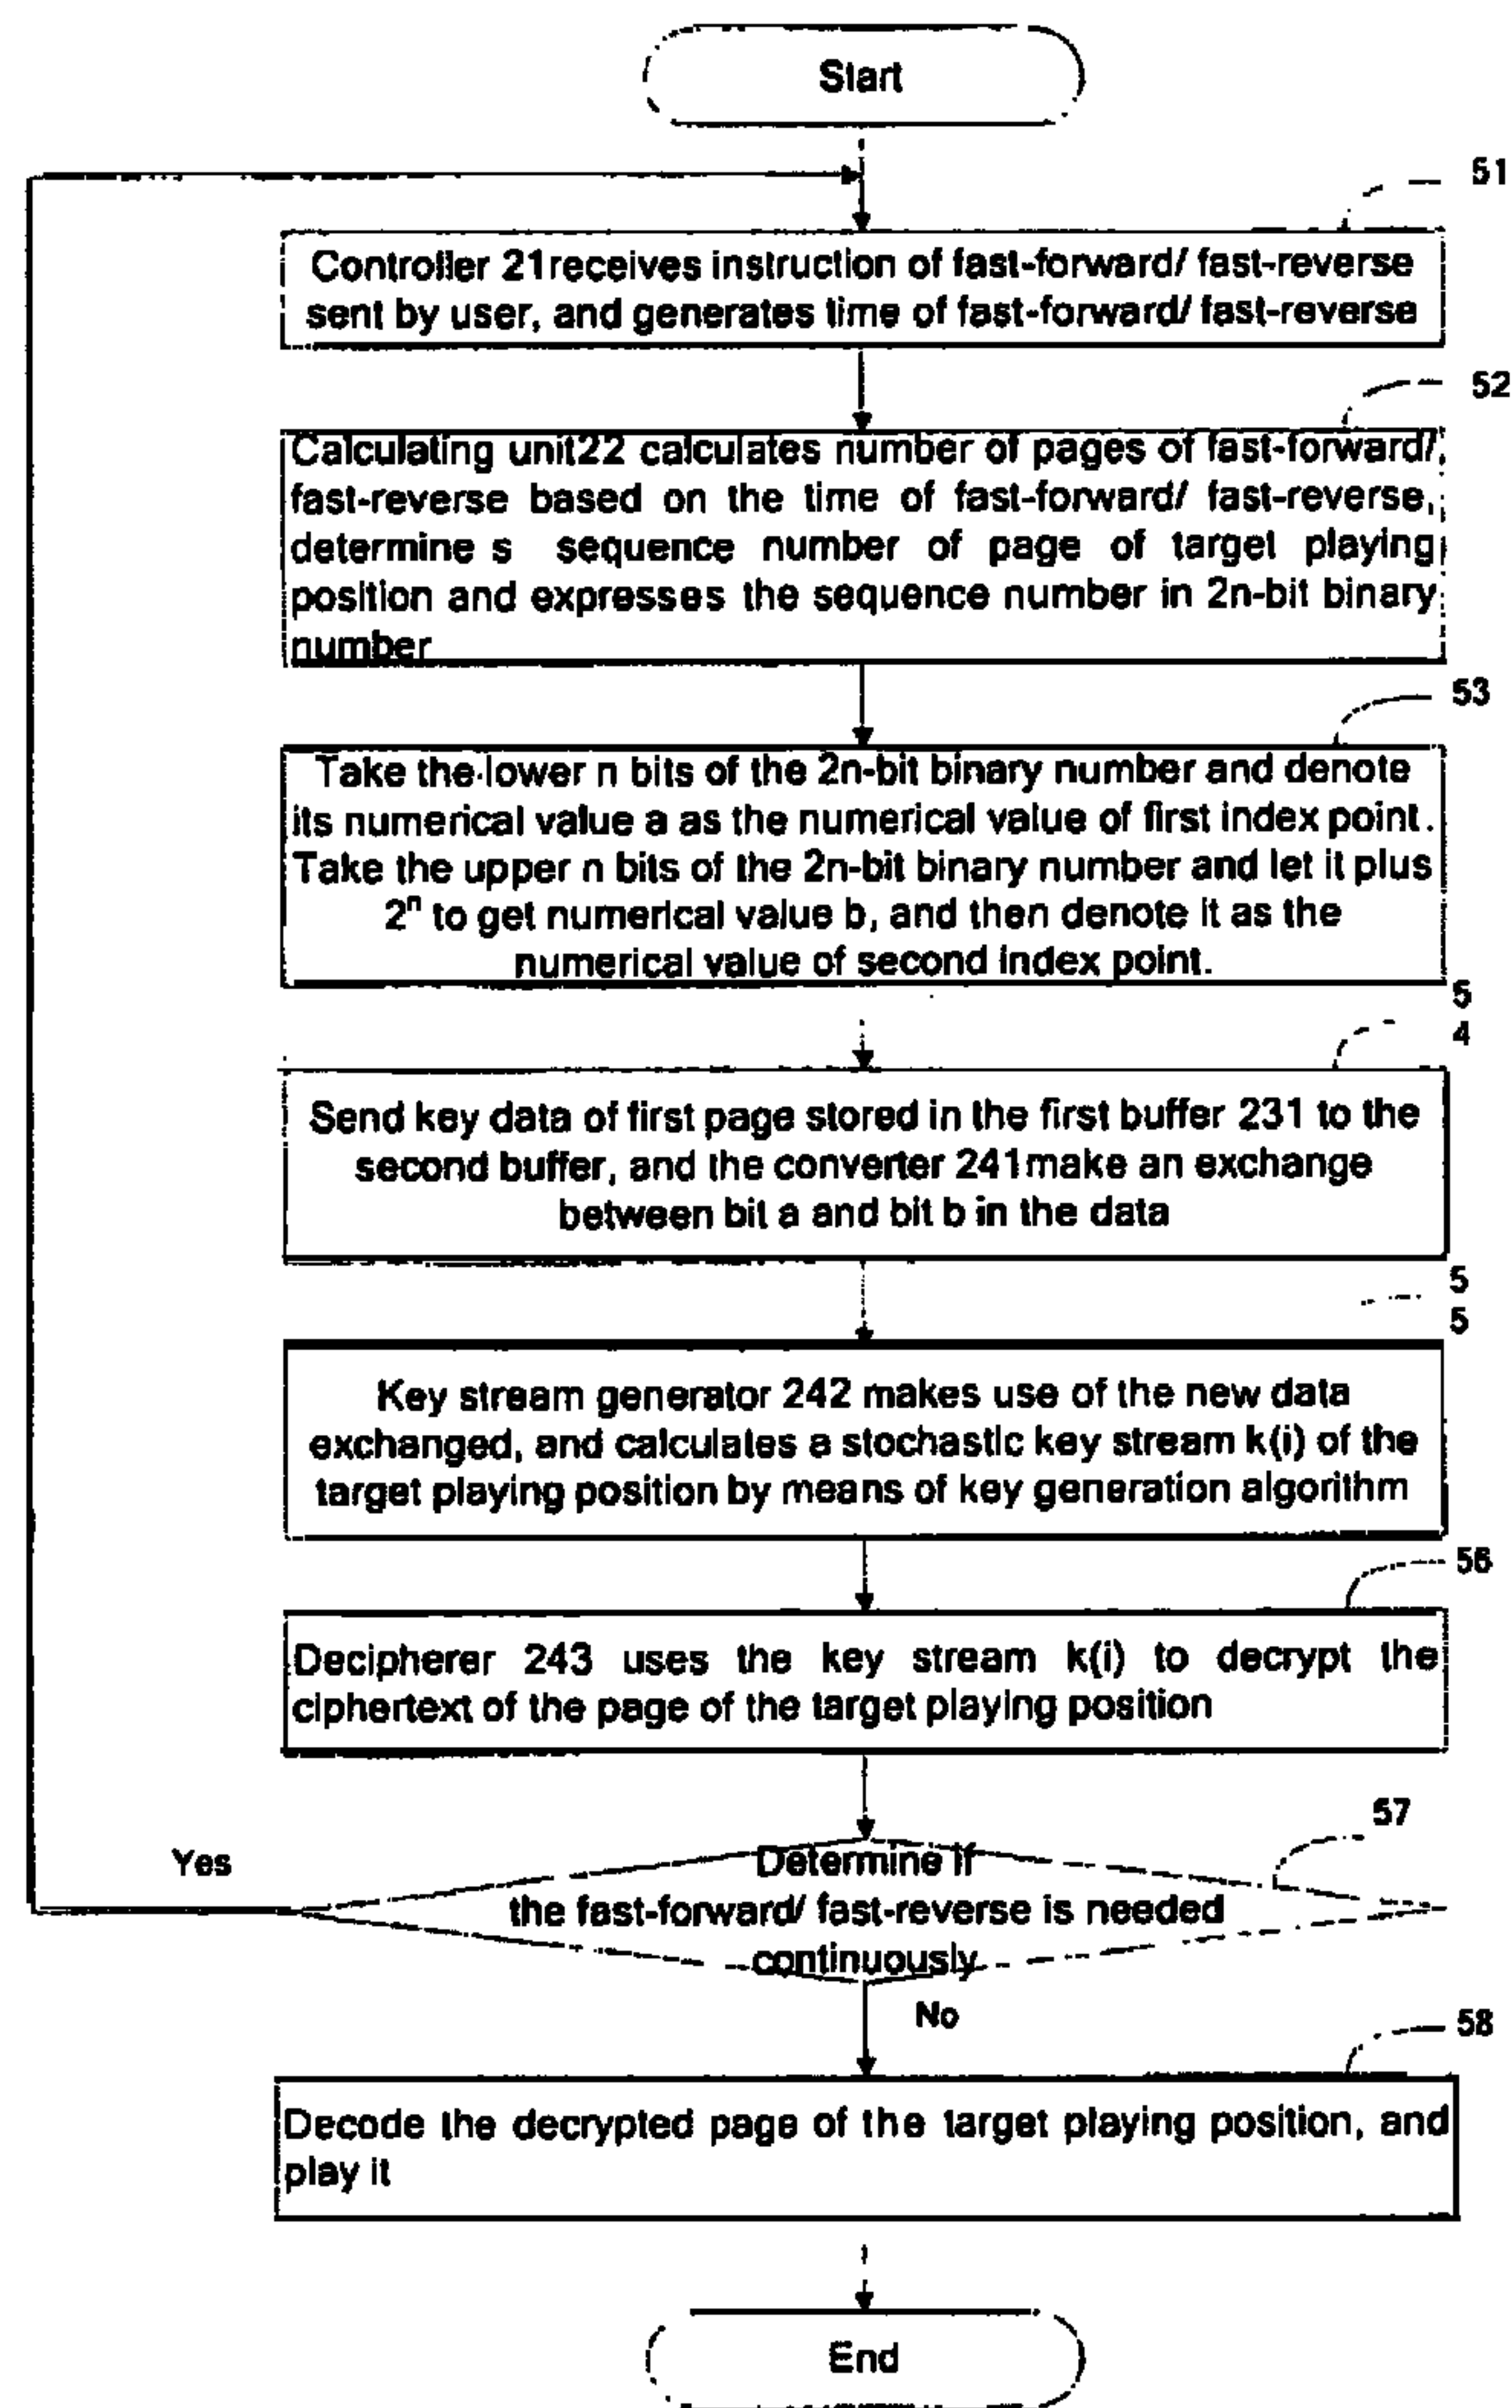 Start
51
Controller 21receives instruction of fast-forward/ fast-reverse
sent by user, and generates time of fast-forward/ fast-reverse
52
Calculating unit22 calculates number of pages of fast-forward/
fast-reverse based on the time of fast-forward/ fast-reverse,
determine s sequence number of page of target playing
position and expresses the sequence number in 2n-bit binary
number
53
Take the lower n bits of the 2n-bit binary number and denote
its numerical value a as the numerical value of first index point.
Take the upper n bits of the 2n-bit binary number and let it plus
2ⁿ to get numerical value b, and then denote it as the
numerical value of second index point.
5
4
Send key data of first page stored in the first buffer 231 to the
second buffer, and the converter 241make an exchange
between bit a and bit b in the data
5
5
Key stream generator 242 makes use of the new data
exchanged, and calculates a stochastic key stream k(i) of the
target playing position by means of key generation algorithm
56
Decipherer 243 uses the key stream k(i) to decrypt the
ciphertext of the page of the target playing position
57
Yes
Determine if
the fast-forward/ fast-reverse is needed
continuously
No
58
Decode the decrypted page of the target playing position, and
play it
End